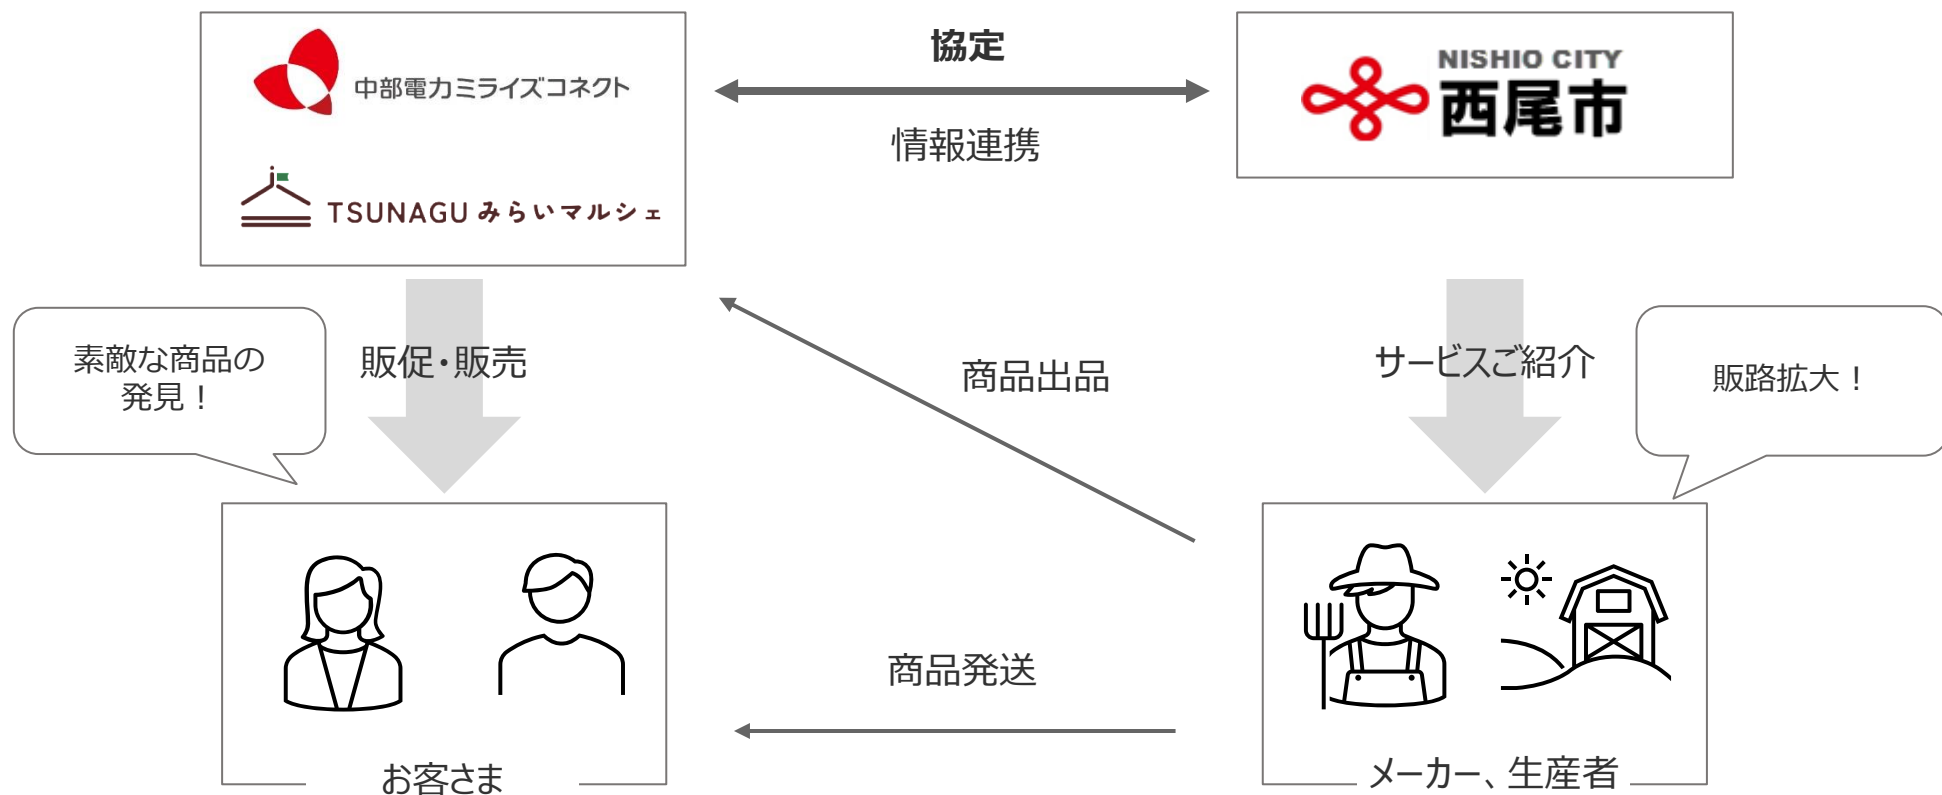 中部電力ミライズコネクト
TSUNAGU みらいマルシェ
協定
情報連携
NISHIO CITY
西尾市
素敵な商品の
発見！
販促・販売
商品出品
サービスご紹介
販路拡大！
商品発送
お客さま
メーカー、生産者